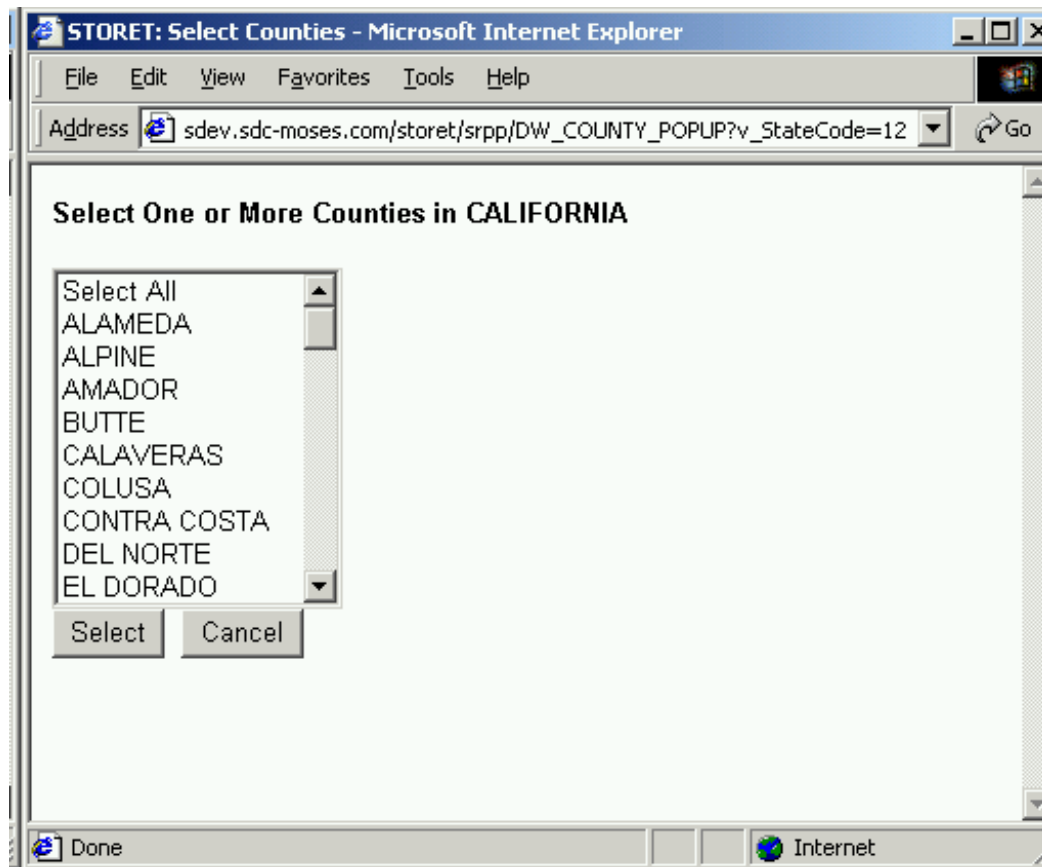 STORET: Select Counties - Microsoft Internet Explorer
File Edit View Favorites Tools Help
Address sdev.sdc-moses.com/storet/srpp/DW_COUNTY_POPUP?v_StateCode=12 Go
Select One or More Counties in CALIFORNIA
Select All
ALAMEDA
ALPINE
AMADOR
BUTTE
CALAVERAS
COLUSA
CONTRA COSTA
DEL NORTE
EL DORADO
Select Cancel
Done Internet